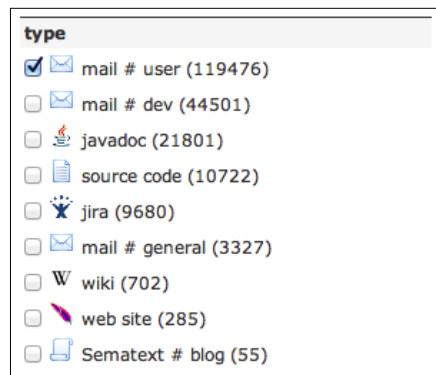 type
mail # user (119476)
mail # dev (44501)
javadoc (21801)
source code (10722)
jira (9680)
mail # general (3327)
W wiki (702)
web site (285)
Sematext # blog (55)